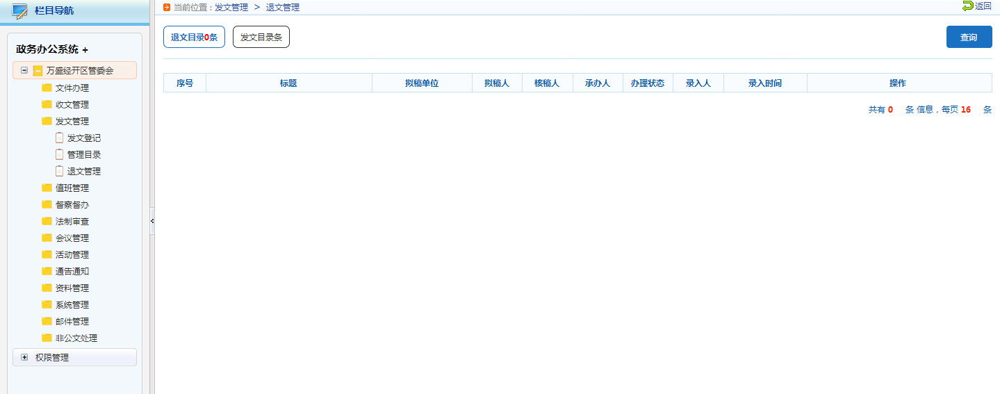 栏目导航
政务办公系统 +
万盛经开区管委会
文件办理
收文管理
发文管理
发文登记
管理目录
退文管理
值班管理
督察督办
法制审查
会议管理
活动管理
通告通知
资料管理
系统管理
邮件管理
非公文处理
权限管理
当前位置：发文管理 > 退文管理
返回
退文目录0条 发文目录条
查询
序号 标题 拟稿单位 拟稿人 核稿人 承办人 办理状态 录入人 录入时间 操作
共有 0 条 信息，每页 16 条